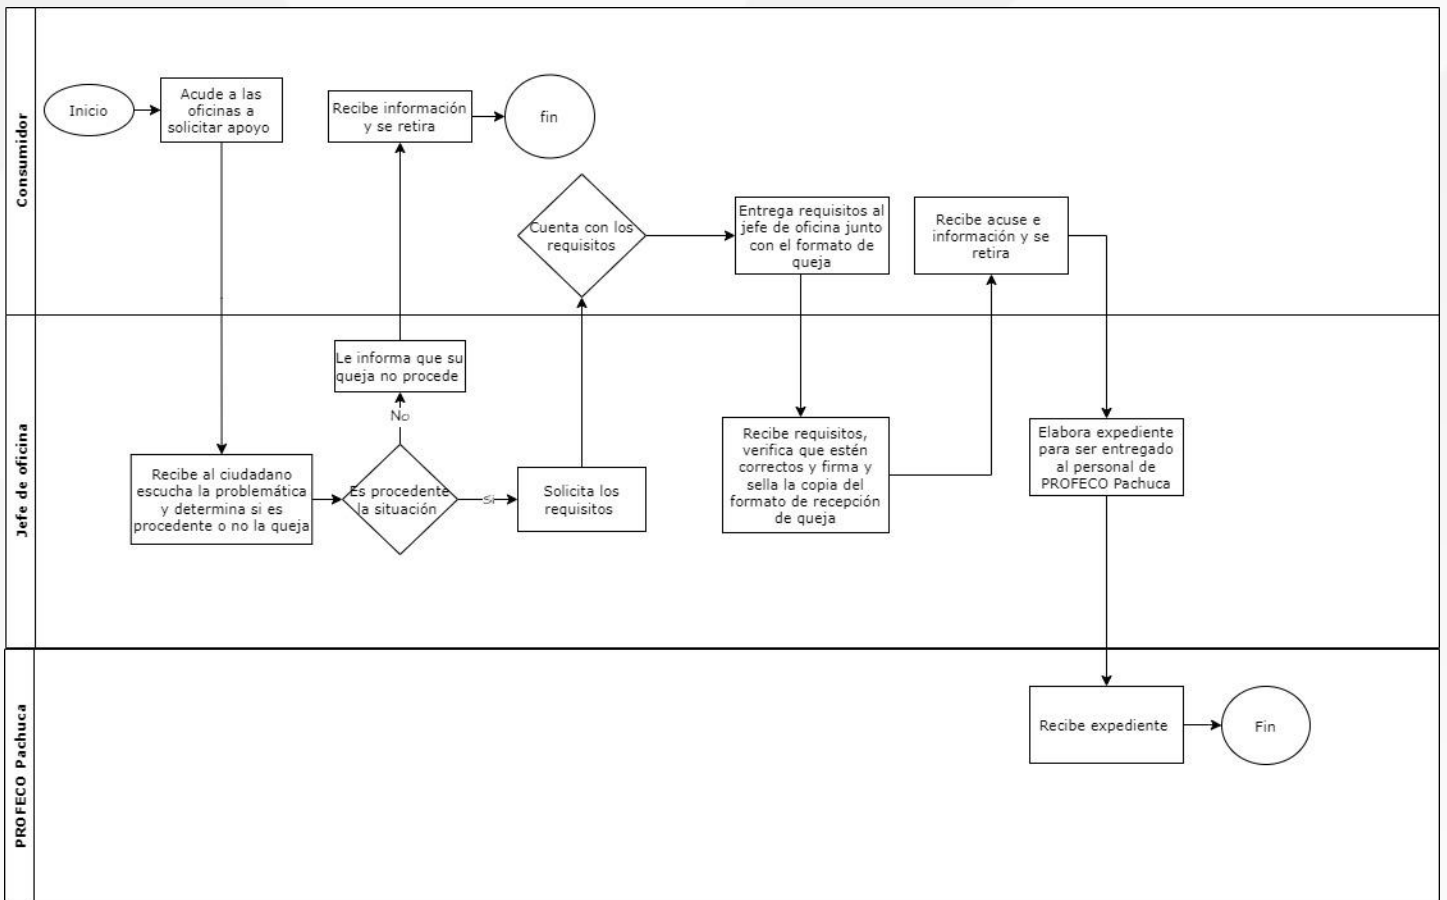 Consumidor
Inicio
Acude a las
oficinas a
solicitar apoyo
Recibe información
y se retira
fin
Cuenta con los
requisitos
Entrega requisitos al
jefe de oficina junto
con el formato de
queja
Recibe acuse e
información y se
retira
Jefe de oficina
Le informa que su
queja no procede
No
Recibe al ciudadano
escucha la problemática
y determina si es
procedente o no la queja
Es procedente
la situación
Si
Solicita los
requisitos
Recibe requisitos,
verifica que estén
correctos y firma y
sella la copia del
formato de recepción
de queja
Elabora expediente
para ser entregado
al personal de
PROFECO Pachuca
PROFECO Pachuca
Recibe expediente
Fin